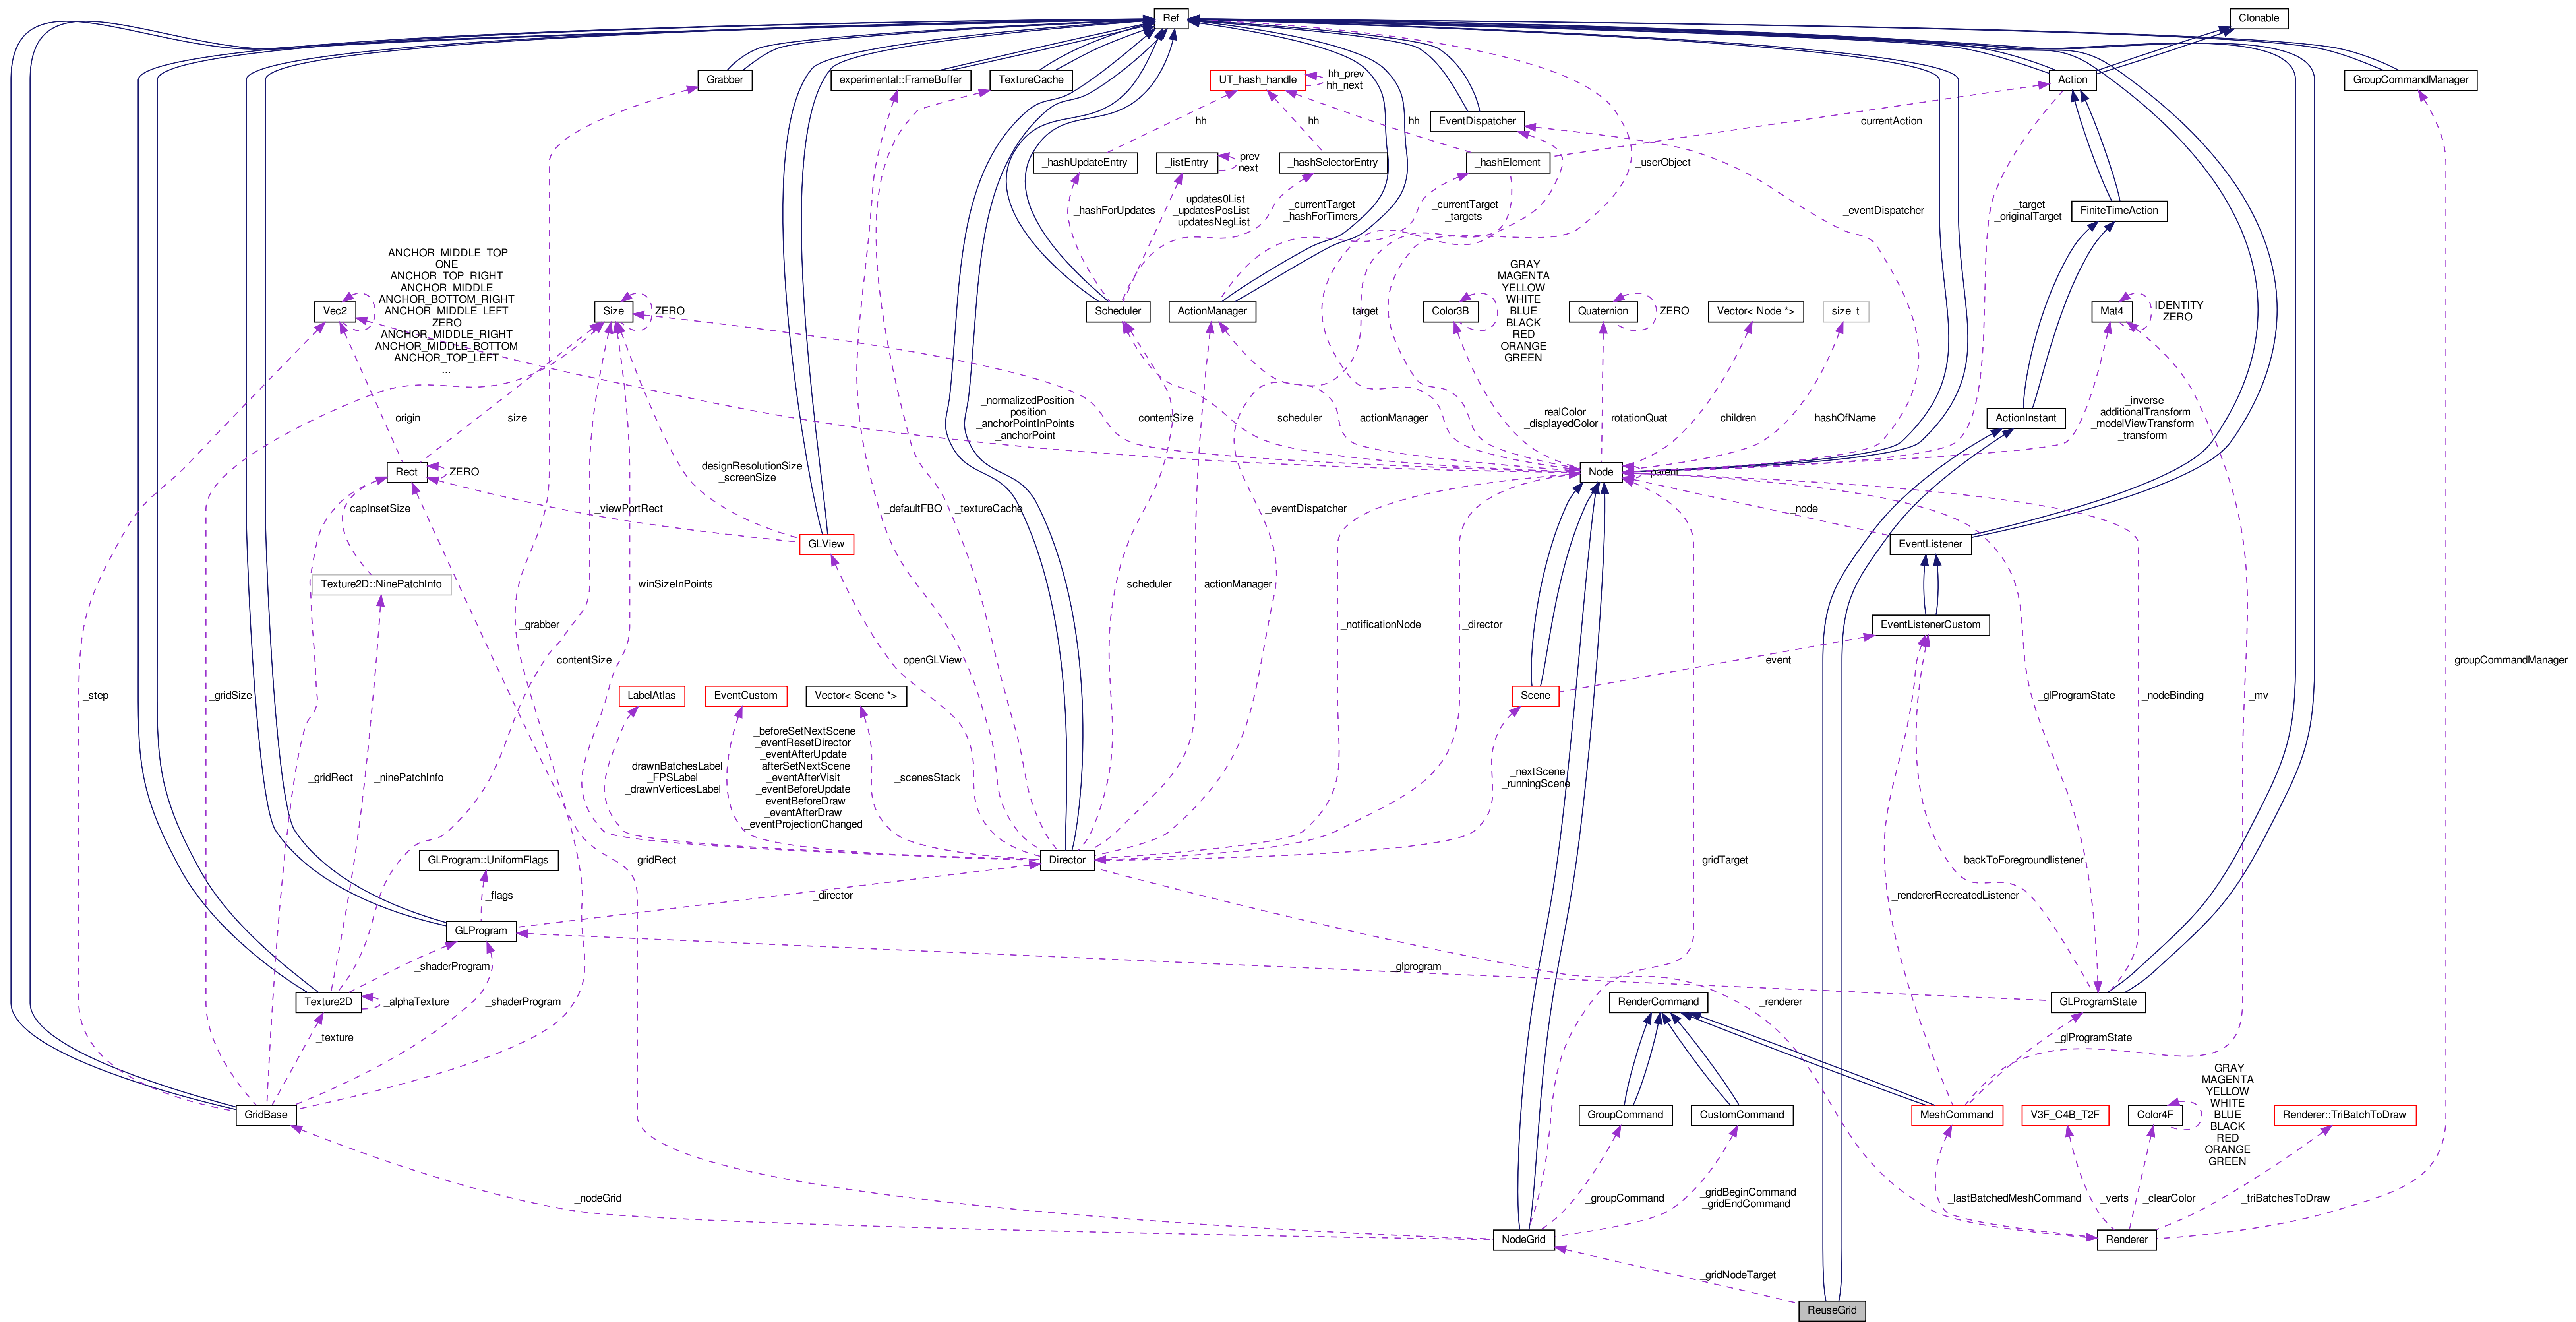 Ref
Clonable
Grabber
experimental::FrameBuffer
TextureCache
UT_hash_handle
hh_prev
hh_next
Action
GroupCommandManager
EventDispatcher
hh
hh
hh
currentAction
_hashUpdateEntry
_listEntry
prev
next
_hashSelectorEntry
_hashElement
_userObject
_hashForUpdates
_updates0List
_updatesPosList
_updatesNegList
_currentTarget
_hashForTimers
_currentTarget
_targets
_eventDispatcher
_target
_originalTarget
FiniteTimeAction
ANCHOR_MIDDLE_TOP
ONE
ANCHOR_TOP_RIGHT
ANCHOR_MIDDLE
ANCHOR_BOTTOM_RIGHT
ANCHOR_MIDDLE_LEFT
ZERO
ANCHOR_MIDDLE_RIGHT
ANCHOR_MIDDLE_BOTTOM
ANCHOR_TOP_LEFT
...
Vec2
Size
ZERO
Scheduler
ActionManager
target
Color3B
GRAY
MAGENTA
YELLOW
WHITE
BLUE
BLACK
RED
ORANGE
GREEN
Quaternion
ZERO
Vector< Node *>
size_t
Mat4
IDENTITY
ZERO
origin
size
_normalizedPosition
_position
_anchorPointInPoints
_anchorPoint
_contentSize
_scheduler
_actionManager
_realColor
_displayedColor
_rotationQuat
_children
_hashOfName
ActionInstant
_inverse
_additionalTransform
_modelViewTransform
_transform
Rect
ZERO
_designResolutionSize
_screenSize
Node
_parent
capInsetSize
_viewPortRect
_defaultFBO
_textureCache
_eventDispatcher
_node
GLView
EventListener
Texture2D::NinePatchInfo
_winSizeInPoints
_scheduler
_actionManager
_grabber
_notificationNode
_director
EventListenerCustom
_contentSize
_openGLView
_event
_groupCommandManager
_step
_gridSize
LabelAtlas
EventCustom
Vector< Scene *>
Scene
_glProgramState
_nodeBinding
_mv
_gridRect
_ninePatchInfo
_drawnBatchesLabel
_FPSLabel
_drawnVerticesLabel
_beforeSetNextScene
_eventResetDirector
_eventAfterUpdate
_afterSetNextScene
_eventAfterVisit
_eventBeforeUpdate
_eventBeforeDraw
_eventAfterDraw
_eventProjectionChanged
_scenesStack
_nextScene
_runningScene
GLProgram::UniformFlags
_gridRect
Director
_gridTarget
_backToForegroundlistener
_flags
_director
_rendererRecreatedListener
GLProgram
_shaderProgram
_glprogram
Texture2D
_alphaTexture
_shaderProgram
RenderCommand
_renderer
GLProgramState
_texture
_glProgramState
GridBase
GroupCommand
CustomCommand
MeshCommand
V3F_C4B_T2F
Color4F
GRAY
MAGENTA
YELLOW
WHITE
BLUE
BLACK
RED
ORANGE
GREEN
Renderer::TriBatchToDraw
_nodeGrid
_groupCommand
_gridBeginCommand
_gridEndCommand
_lastBatchedMeshCommand
_verts
_clearColor
_triBatchesToDraw
NodeGrid
Renderer
_gridNodeTarget
ReuseGrid